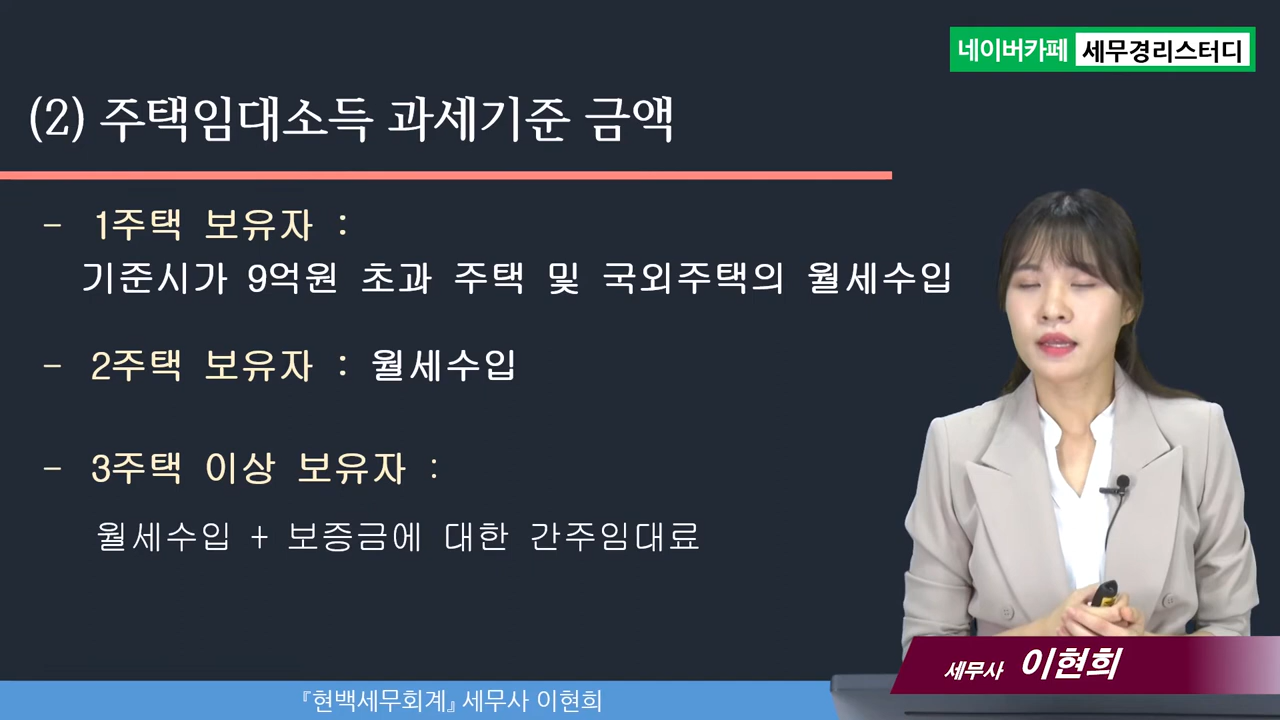 네이버카페 세무경리스터디
(2) 주택임대소득 과세기준 금액
- 1주택 보유자 :
기준시가 9억원 초과 주택 및 국외주택의 월세수입
- 2주택 보유자 : 월세수입
- 3주택 이상 보유자 :
월세수입 + 보증금에 대한 간주임대료
세무사 이현희
『현백세무회계』 세무사 이현희